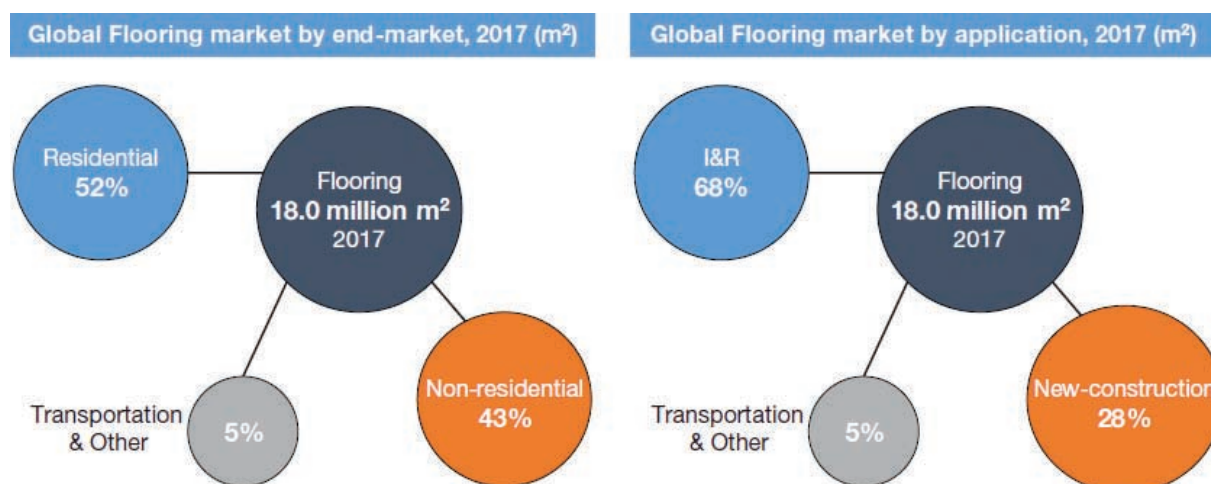 Global Flooring market by end-market, 2017 (m²)
Residential
52%
Flooring
18.0 million m²
2017
Transportation
& Other
5%
Non-residential
43%
Global Flooring market by application, 2017 (m²)
I&R
68%
Flooring
18.0 million m²
2017
Transportation
& Other
5%
New-construction
28%